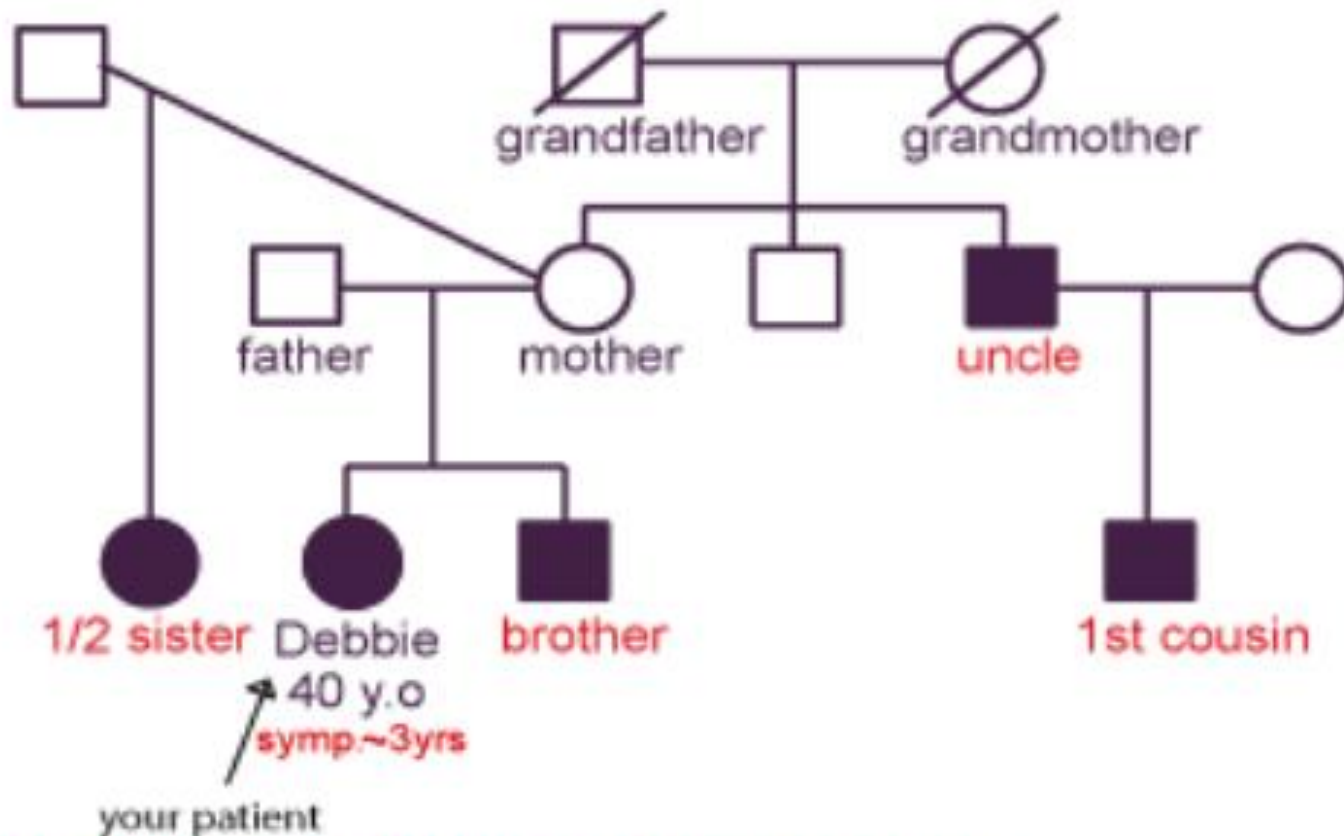 grandfather
grandmother
father
mother
uncle
1/2 sister
Debbie
brother
1st cousin
40 y.o
symp.~3yrs
your patient